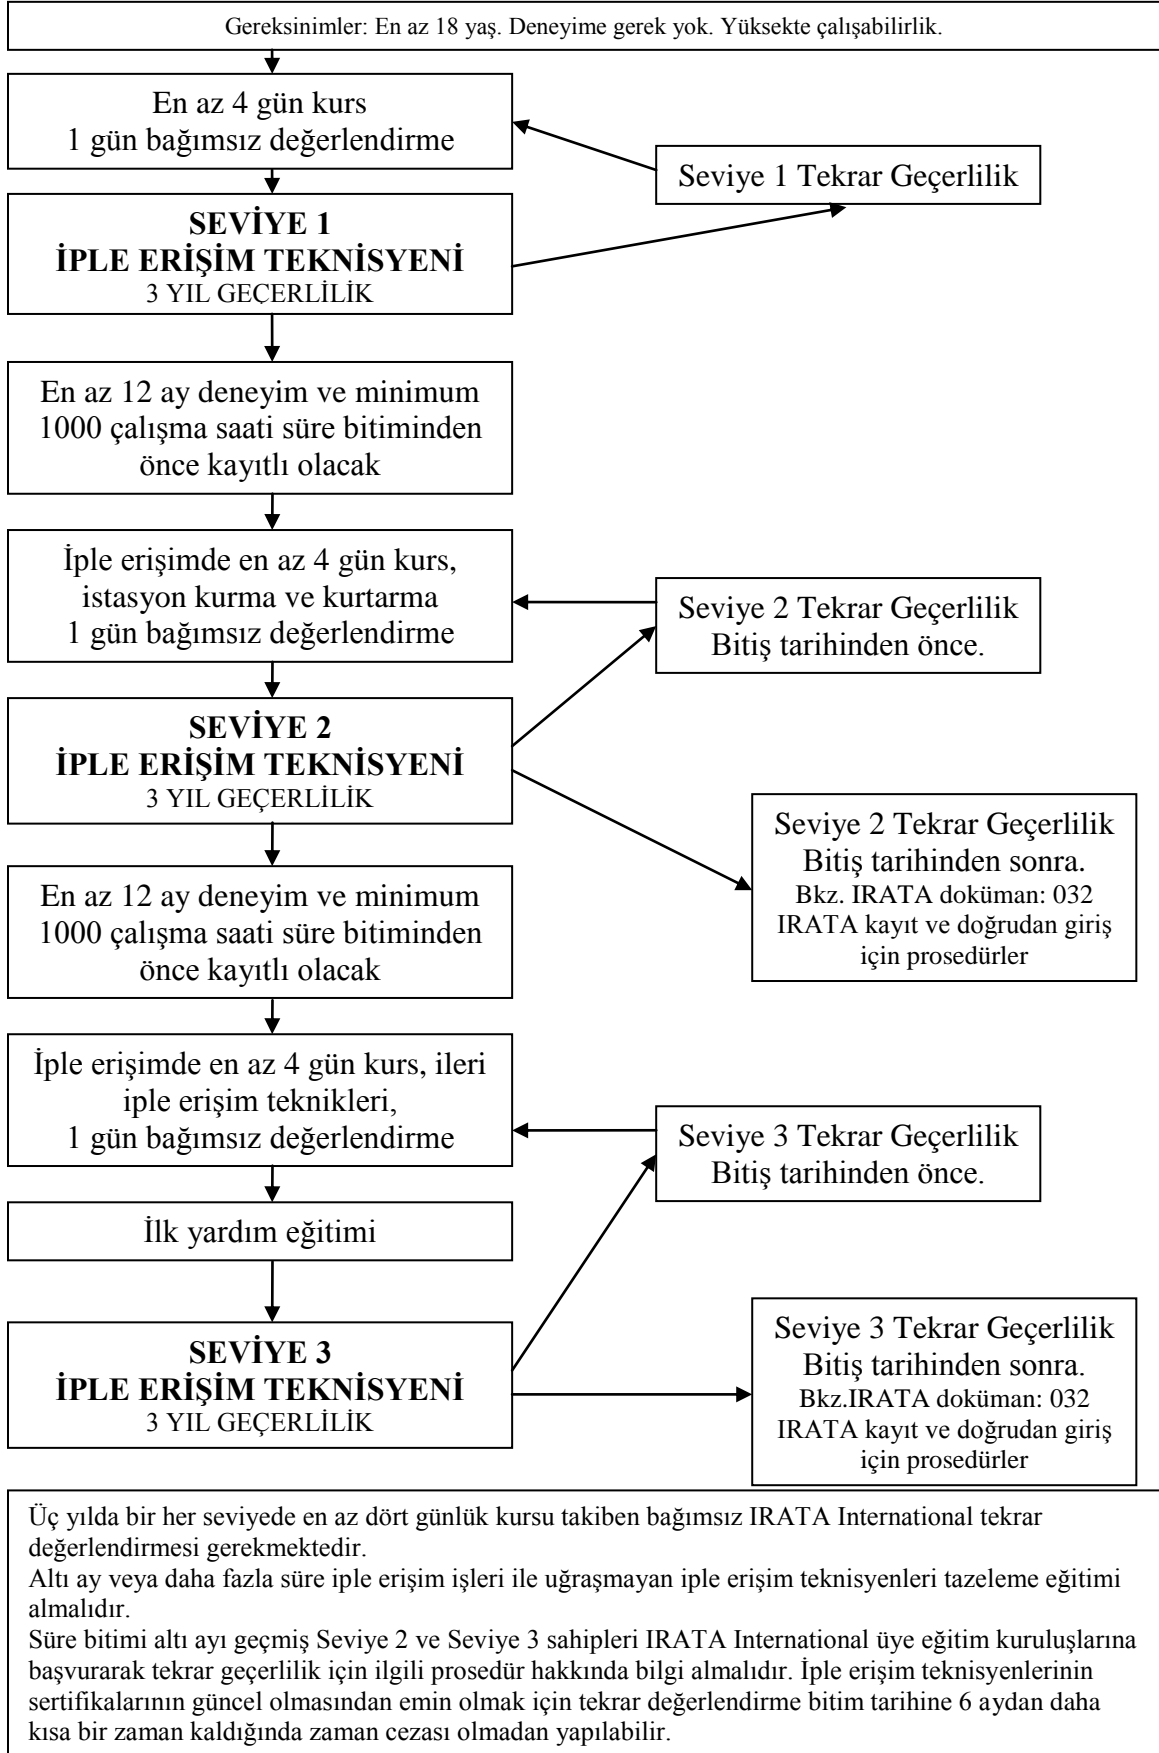 Gereksinimler: En az 18 yaş. Deneyime gerek yok. Yüksekte çalışabilirlik.
En az 4 gün kurs
1 gün bağımsız değerlendirme
Seviye 1 Tekrar Geçerlilik
SEVİYE 1
İPLE ERİŞİM TEKNİSYENİ
3 YIL GEÇERLİLİK
En az 12 ay deneyim ve minimum
1000 çalışma saati süre bitiminden
önce kayıtlı olacak
İple erişimde en az 4 gün kurs,
istasyon kurma ve kurtarma
1 gün bağımsız değerlendirme
Seviye 2 Tekrar Geçerlilik
Bitiş tarihinden önce.
SEVİYE 2
İPLE ERİŞİM TEKNİSYENİ
3 YIL GEÇERLİLİK
Seviye 2 Tekrar Geçerlilik
Bitiş tarihinden sonra.
Bkz. IRATA doküman: 032
IRATA kayıt ve doğrudan giriş
için prosedürler
En az 12 ay deneyim ve minimum
1000 çalışma saati süre bitiminden
önce kayıtlı olacak
İple erişimde en az 4 gün kurs, ileri
iple erişim teknikleri,
1 gün bağımsız değerlendirme
Seviye 3 Tekrar Geçerlilik
Bitiş tarihinden önce.
İlk yardım eğitimi
SEVİYE 3
İPLE ERİŞİM TEKNİSYENİ
3 YIL GEÇERLİLİK
Seviye 3 Tekrar Geçerlilik
Bitiş tarihinden sonra.
Bkz.IRATA doküman: 032
IRATA kayıt ve doğrudan giriş
için prosedürler
Üç yılda bir her seviyede en az dört günlük kursu takiben bağımsız IRATA International tekrar
değerlendirmesi gerekmektedir.
Altı ay veya daha fazla süre iple erişim işleri ile uğraşmayan iple erişim teknisyenleri tazeleme eğitimi
almalıdır.
Süre bitimi altı ayı geçmiş Seviye 2 ve Seviye 3 sahipleri IRATA International üye eğitim kuruluşlarına
başvurarak tekrar geçerlilik için ilgili prosedür hakkında bilgi almalıdır. İple erişim teknisyenlerinin
sertifikalarının güncel olmasından emin olmak için tekrar değerlendirme bitim tarihine 6 aydan daha
kısa bir zaman kaldığında zaman cezası olmadan yapılabilir.